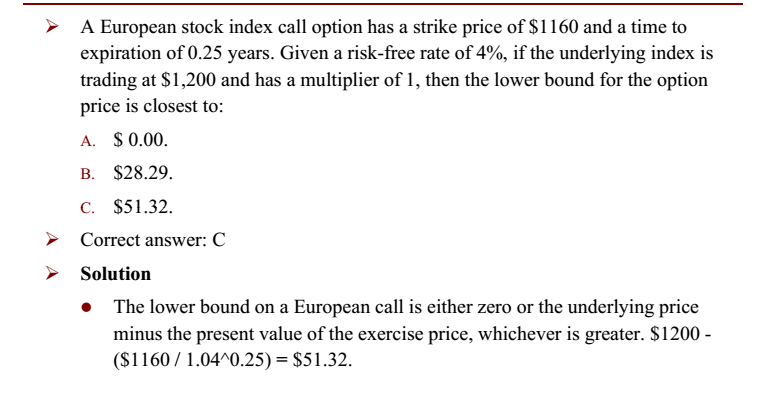 ➢ A European stock index call option has a strike price of $1160 and a time to
expiration of 0.25 years. Given a risk-free rate of 4%, if the underlying index is
trading at $1,200 and has a multiplier of 1, then the lower bound for the option
price is closest to:
A. $ 0.00.
B. $28.29.
C. $51.32.
➢ Correct answer: C
➢ Solution
● The lower bound on a European call is either zero or the underlying price
minus the present value of the exercise price, whichever is greater. $1200 -
($1160 / 1.04^0.25) = $51.32.